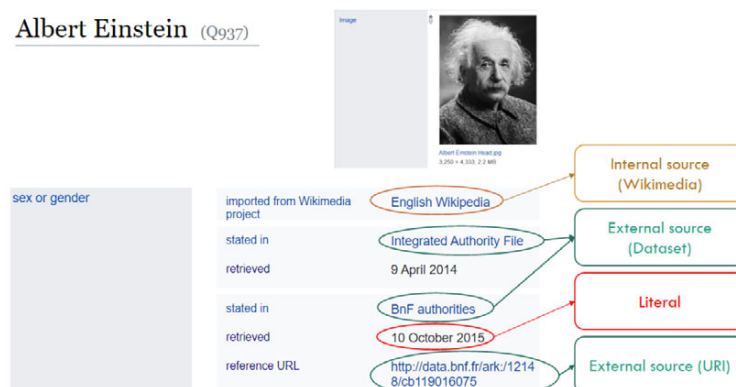 Albert Einstein (Q937)
image
Albert Einstein Head.jpg
3,250 × 4,333; 2.2 MB
Internal source
(Wikimedia)
sex or gender
imported from Wikimedia
project
English Wikipedia
External source
(Dataset)
stated in
Integrated Authority File
retrieved
9 April 2014
Literal
stated in
BnF authorities
retrieved
10 October 2015
reference URL
http://data.bnf.fr/ark:/1214
8/cb119016075
External source (URI)